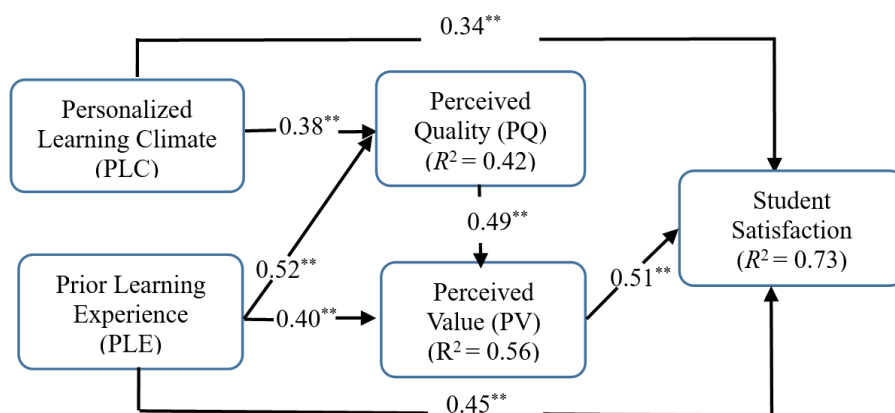 0.34**
Personalized
Learning Climate
(PLC)
0.38**
Perceived
Quality (PQ)
(R² = 0.42)
Student
Satisfaction
(R² = 0.73)
0.49**
0.52**
0.51**
Prior Learning
Experience
(PLE)
0.40**
Perceived
Value (PV)
(R² = 0.56)
0.45**